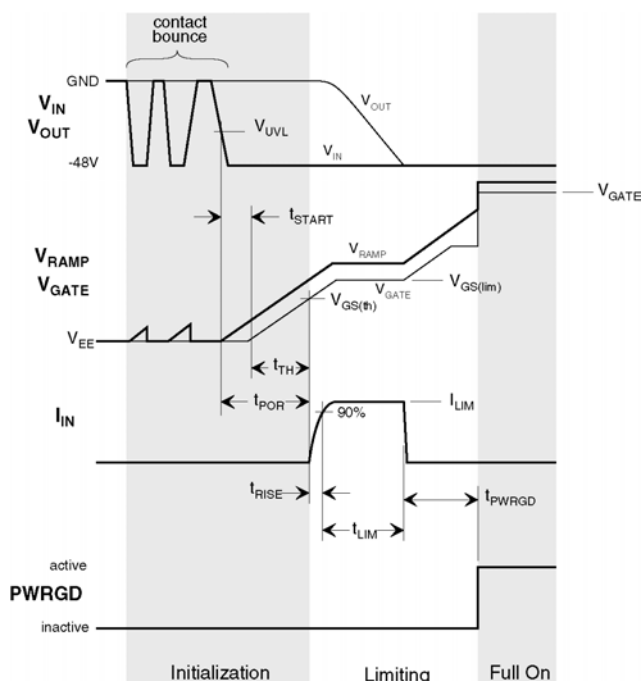 contact
bounce
GND
V_IN
V_OUT
V_OUT
V_UVL
V_IN
-48V
V_GATE
t_START
V_RAMP
V_GATE
V_RAMP
V_GS(lim)
V_GATE
V_GS(th)
V_EE
t_TH
t_POR
I_IN
I_LIM
90%
t_RISE
t_PWRGD
t_LIM
active
PWRGD
inactive
Initialization
Limiting
Full On